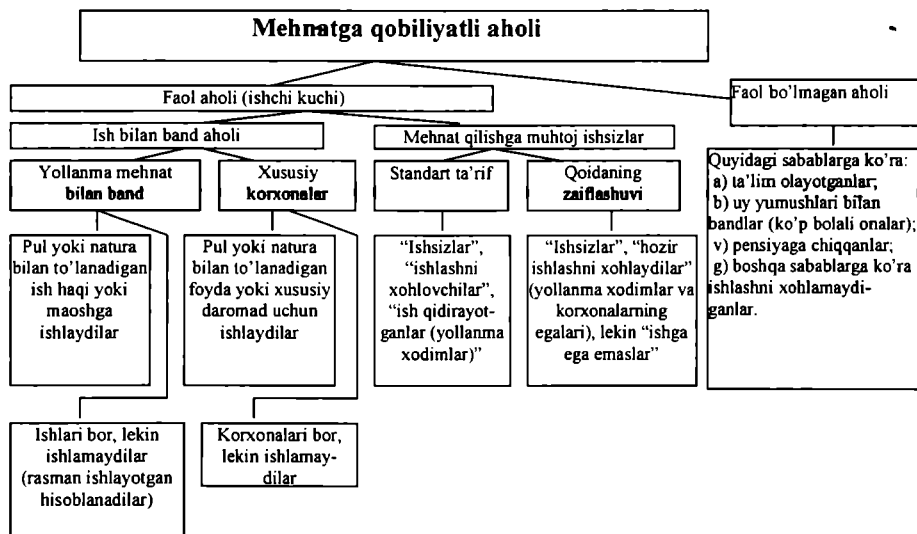 Mehnatga qobiliyatli aholi
Faol aholi (ishchi kuchi)
Faol bo'lmagan aholi
Ish bilan band aholi
Mehnat qilishga muhtoj ishsizlar
Yollanma mehnat
bilan band
Xususiy
korxonalar
Standart ta'rif
Qoidaning
zaiflashuvi
Quyidagi sabablarga ko'ra:
a) ta'lim olayotganlar;
b) uy yumushlari bilan
bandlar (ko'p bolali onalar);
v) pensiyaga chiqqanlar;
g) boshqa sabablarga ko'ra
ishlashni xohlamaydi-
ganlar.
Pul yoki natura
bilan to'lanadigan
ish haqi yoki
maoshga
ishlaydilar
Pul yoki natura
bilan to'lanadigan
foyda yoki xususiy
daromad uchun
ishlaydilar
“Ishsizlar”,
“ishlashni
xohlovchilar”,
“ish qidirayot-
ganlar (yollanma
xodimlar)”
“Ishsizlar”, “hozir
ishlashni xohlaydilar”
(yollanma xodimlar va
korxonalarning
egalari), lekin “ishga
ega emaslar”
Ishlari bor, lekin
ishlamaydilar
(rasman ishlayotgan
hisoblanadilar)
Korxonalari bor,
lekin ishlamay-
dilar